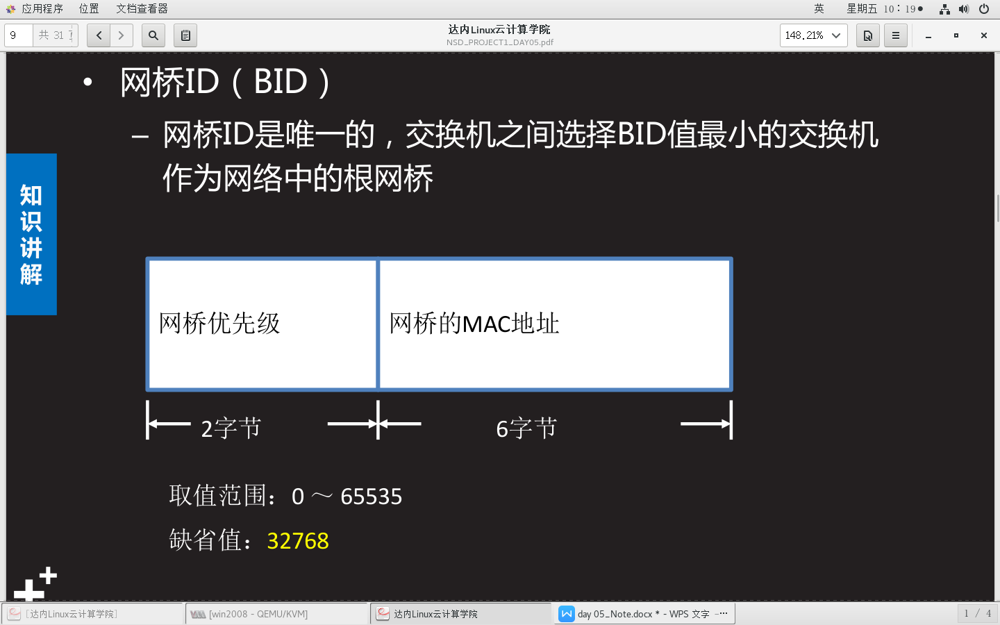 应用程序 位置 文档查看器 英 星期五 10：19●
9 共 31 达内Linux云计算学院 148.21%
NSD_PROJECT1_DAY05.pdf
• 网桥ID（BID）
– 网桥ID是唯一的，交换机之间选择BID值最小的交换机
作为网络中的根网桥
知
识
讲
解
网桥优先级 网桥的MAC地址
2字节 6字节
取值范围：0 ～ 65535
缺省值：32768
[达内Linux云计算学院] [win2008 - QEMU/KVM] 达内Linux云计算学院 day 05_Note.docx * - WPS 文字 -··· 1 / 4